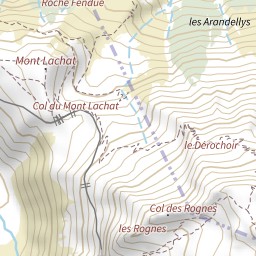 Roche Fendue
les Arandellys
Mont Lachat
Col du Mont Lachat
le Dérochoir
Col des Rognes
les Rognes